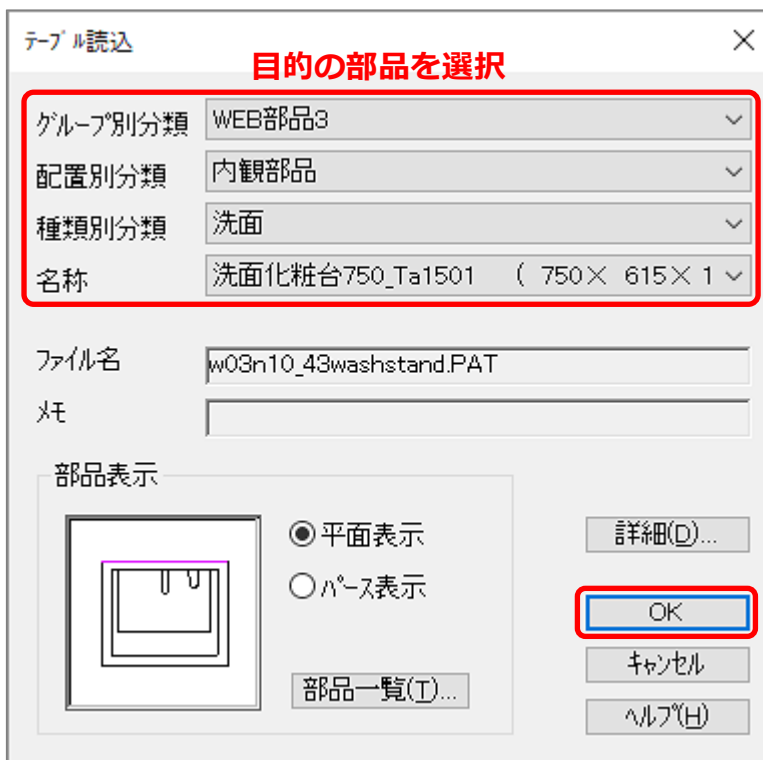 テーブル読込
目的の部品を選択
グループ別分類 WEB部品3
配置別分類 内観部品
種類別分類 洗面
名称 洗面化粧台750_Ta1501 ( 750× 615× 1
ファイル名 w03n10_43washstand.PAT
メモ
部品表示
平面表示
パース表示
部品一覧(T)...
詳細(D)...
OK
キャンセル
ヘルプ(H)